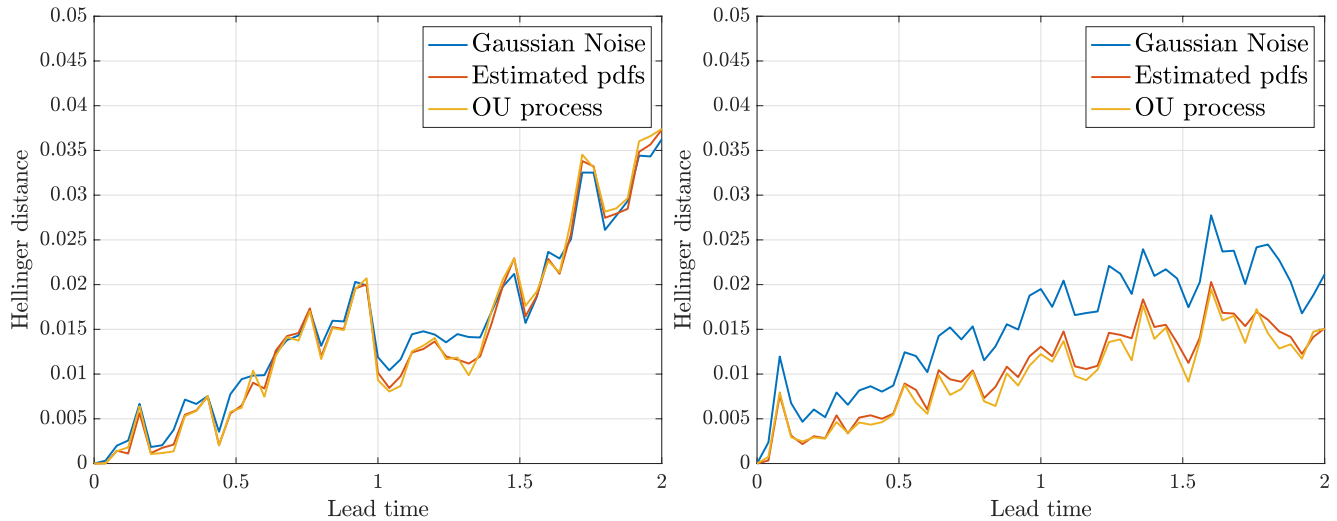 0.05
0.045
0.04
0.035
0.03
0.025
0.02
0.015
0.01
0.005
0
Hellinger distance
0 0.5 1 1.5 2
Lead time
Gaussian Noise
Estimated pdfs
OU process
0.05
0.045
0.04
0.035
0.03
0.025
0.02
0.015
0.01
0.005
0
Hellinger distance
0 0.5 1 1.5 2
Lead time
Gaussian Noise
Estimated pdfs
OU process